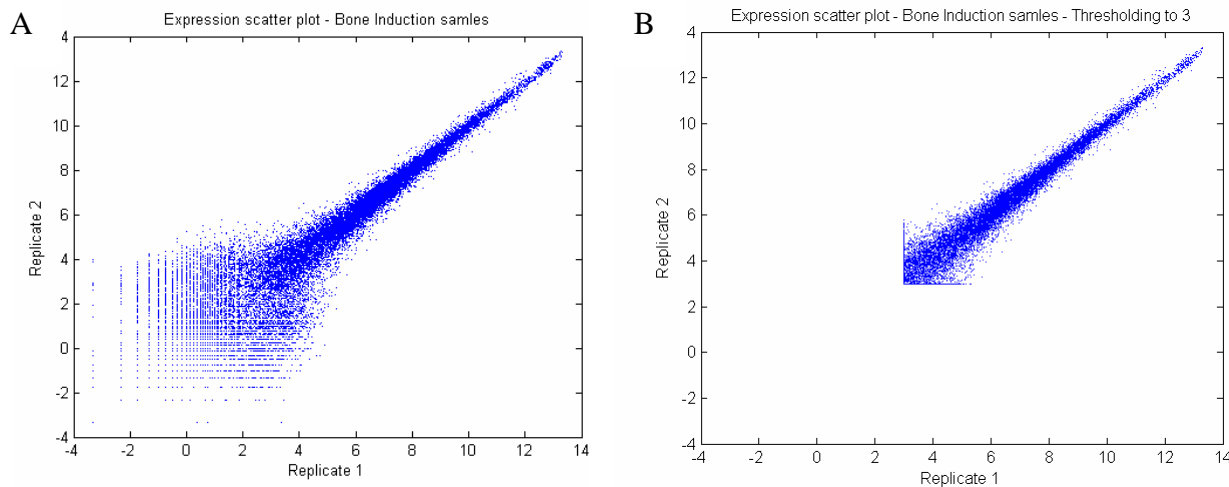 A
Expression scatter plot - Bone Induction samles
4
12
10
8
6
4
2
0
-2
-4
Replicate 2
-4 -2 0 2 4 6 8 10 12 14
Replicate 1
B
Expression scatter plot - Bone Induction samles - Thresholding to 3
4
12
10
8
6
4
2
0
-2
-4
Replicate 2
-4 -2 0 2 4 6 8 10 12 14
Replicate 1